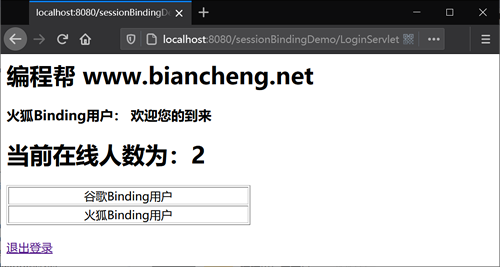 localhost:8080/sessionBindingDe
localhost:8080/sessionBindingDemo/LoginServlet
编程帮 www.biancheng.net
火狐Binding用户： 欢迎您的到来
当前在线人数为：2
谷歌Binding用户
火狐Binding用户
退出登录